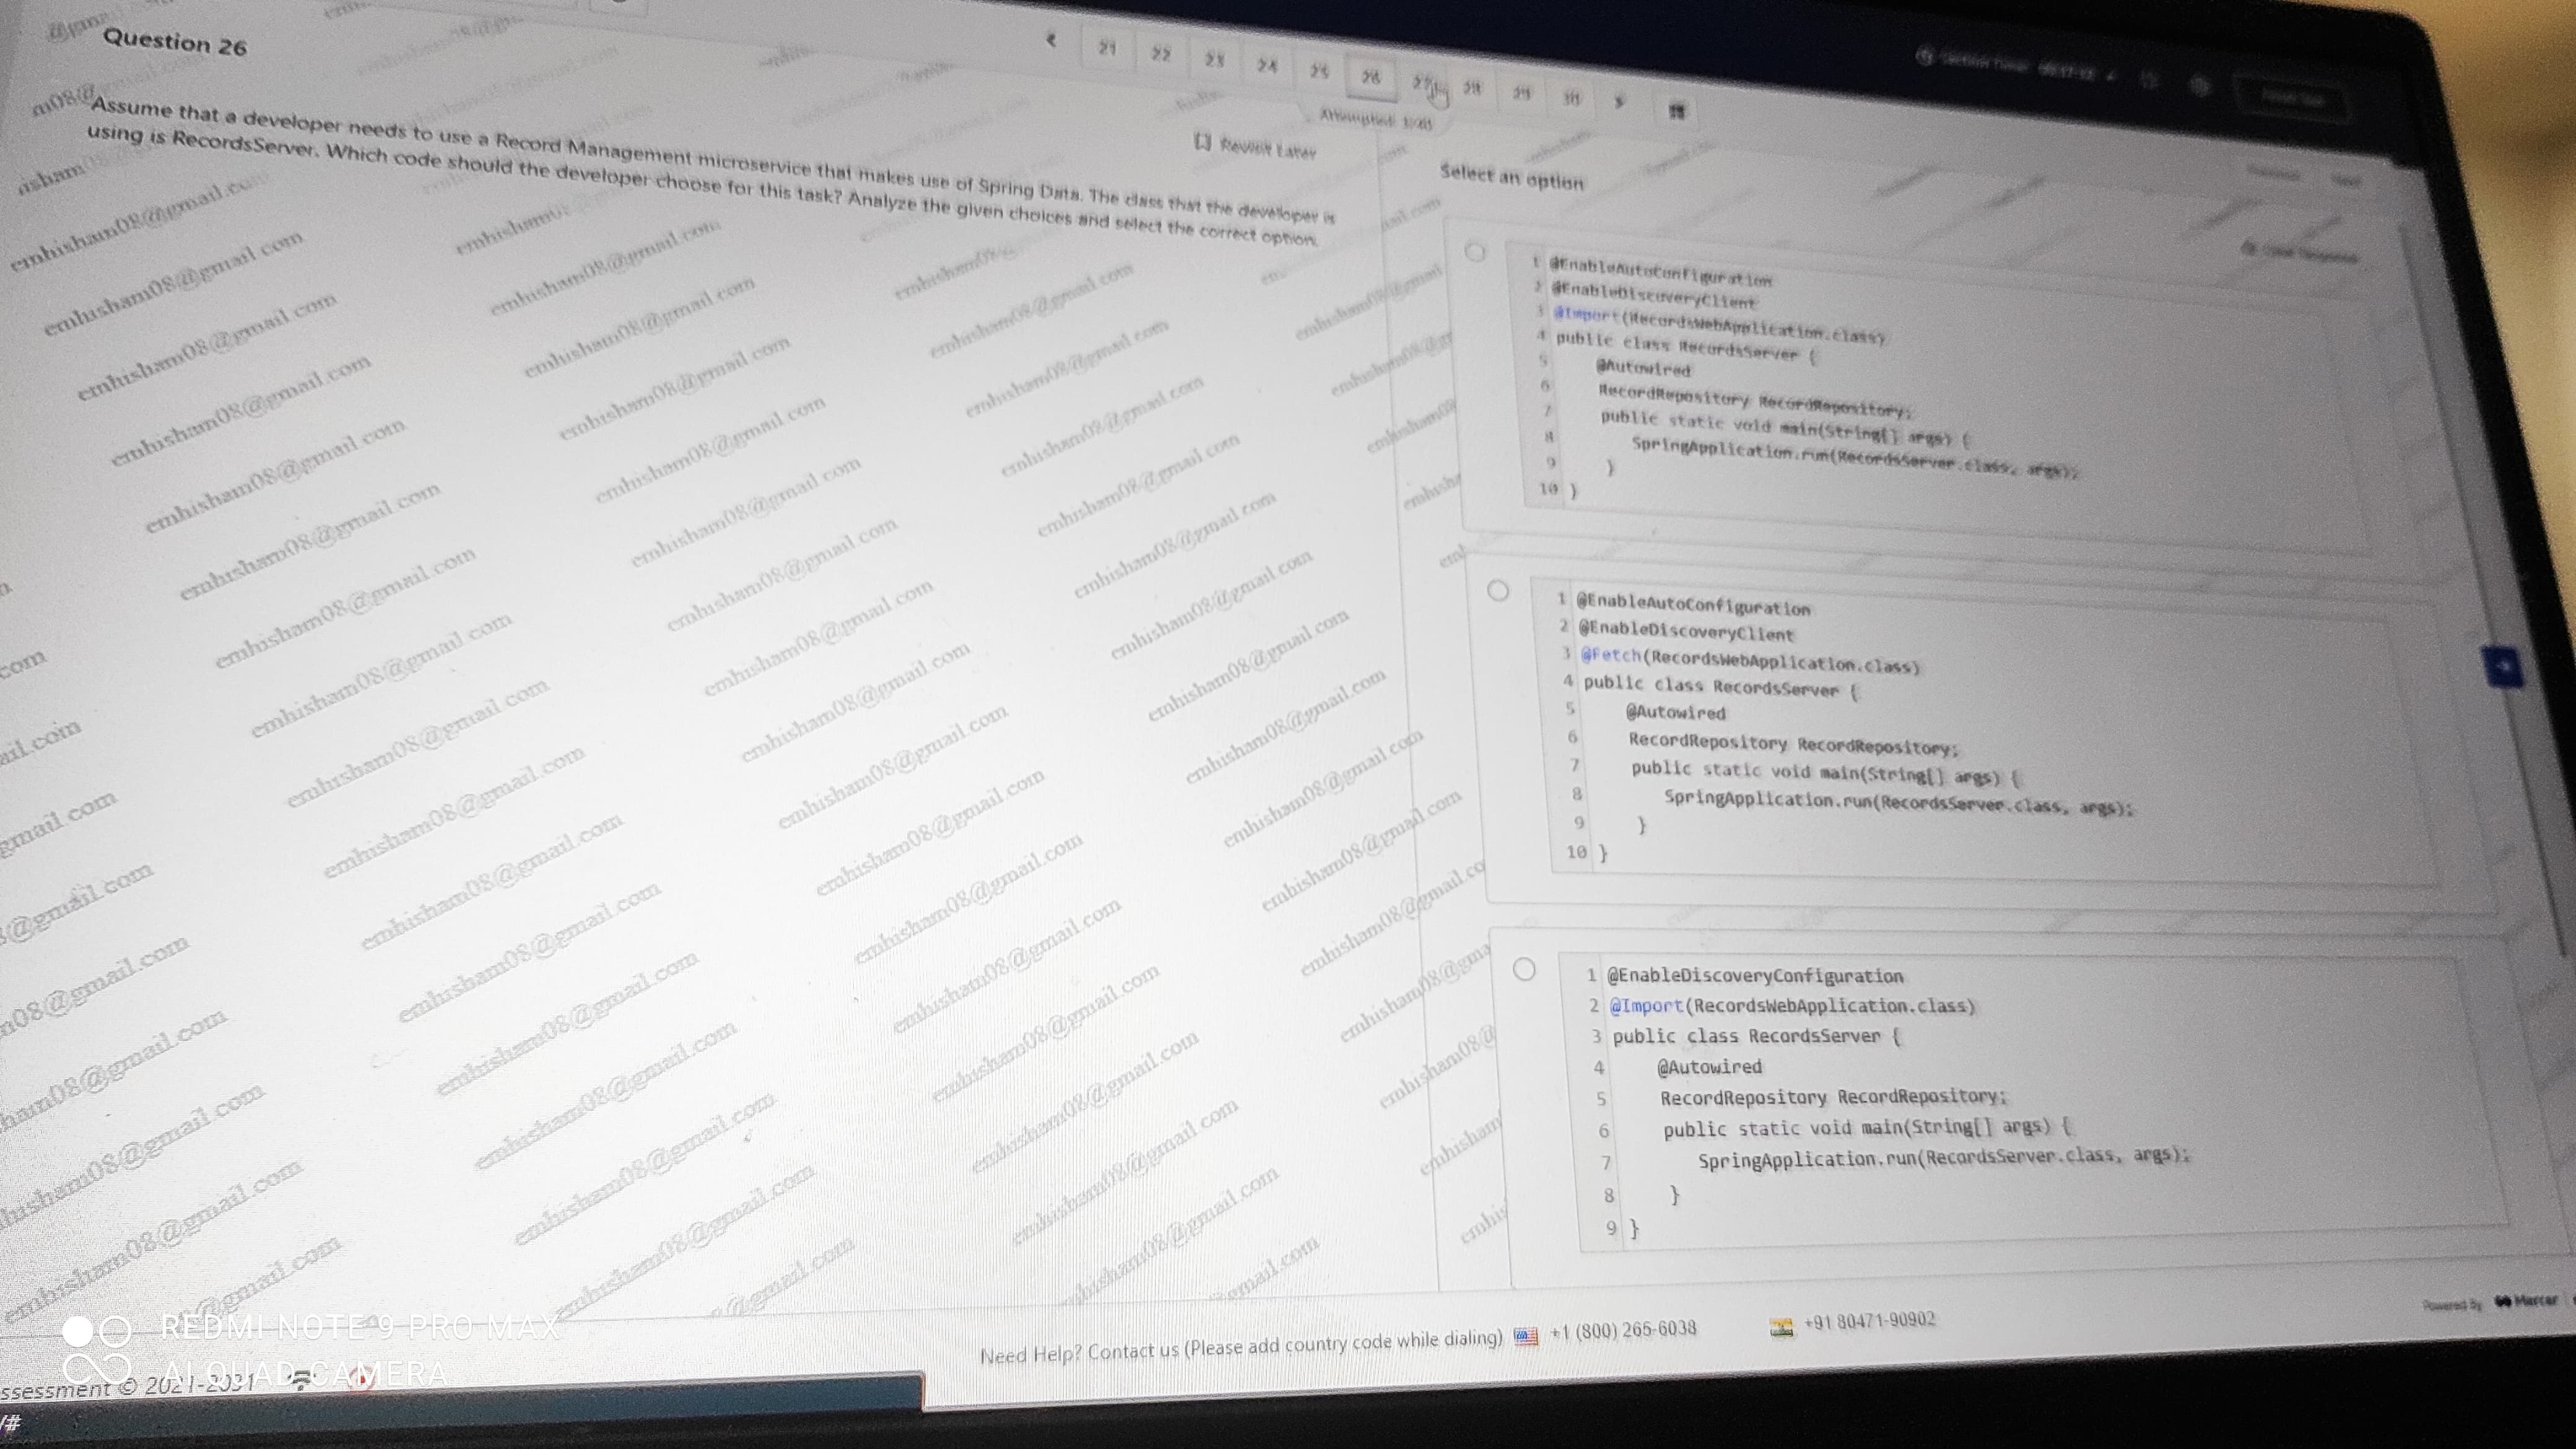 Question 26
21 22 23 24 25 26 28 29 30
Revisit Later
Assume that a developer needs to use a Record Management microservice that makes use of Spring Data. The class that the developer is
using is RecordsServer. Which code should the developer choose for this task? Analyze the given choices and select the correct option.
Select an option
1 @EnableAutoConfiguration
2 @EnableDiscoveryClient
3 @Import(RecordsWebApplication.class)
4 public class RecordsServer {
5 @Autowired
6 RecordRepository RecordRepository;
7 public static void main(String[] args) {
8 SpringApplication.run(RecordsServer.class, args);
9 }
10 }
1 @EnableAutoConfiguration
2 @EnableDiscoveryClient
3 @Fetch(RecordsWebApplication.class)
4 public class RecordsServer {
5 @Autowired
6 RecordRepository RecordRepository;
7 public static void main(String[] args) {
8 SpringApplication.run(RecordsServer.class, args);
9 }
10 }
1 @EnableDiscoveryConfiguration
2 @Import(RecordsWebApplication.class)
3 public class RecordsServer {
4 @Autowired
5 RecordRepository RecordRepository;
6 public static void main(String[] args) {
7 SpringApplication.run(RecordsServer.class, args);
8 }
9 }
emhisham08@gmail.com
Need Help? Contact us (Please add country code while dialing) +1 (800) 265-6038 +91 80471-90902
Powered By
ssessment © 2021-2031
/#
REDMI NOTE 9 PRO MAX
AI QUAD CAMERA